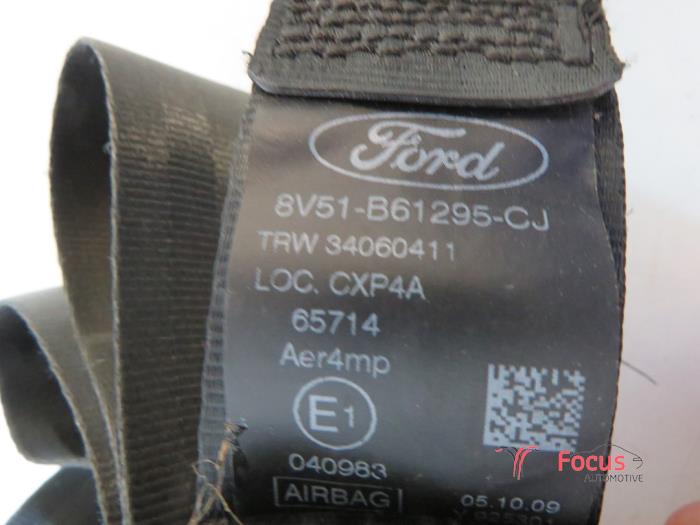 Ford
8V51-B61295-CJ
TRW 34060411
LOC. CXP4A
65714
Aer4mp
E1
040983
AIRBAG
05.10.09
Focus
AUTOMOTIVE